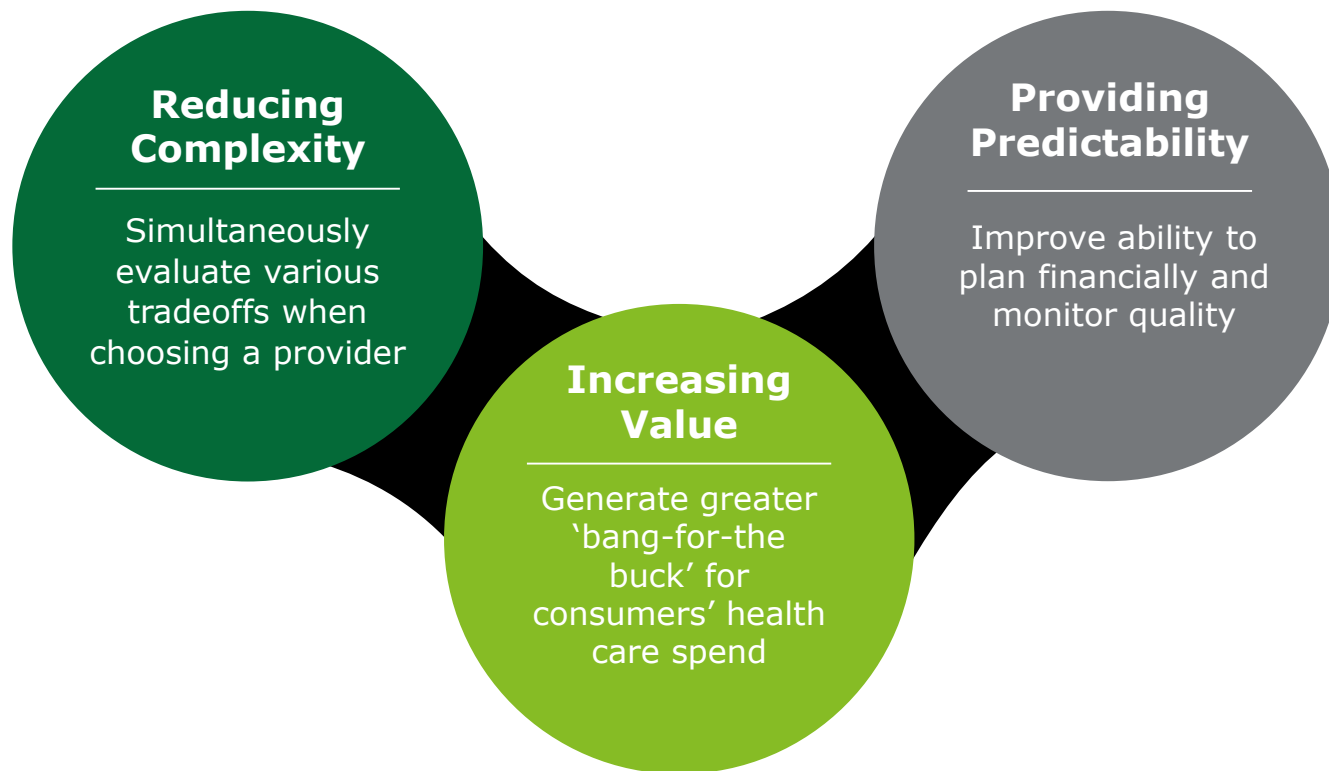 Reducing
Complexity
Simultaneously
evaluate various
tradeoffs when
choosing a provider
Increasing
Value
Generate greater
‘bang-for-the
buck’ for
consumers’ health
care spend
Providing
Predictability
Improve ability to
plan financially and
monitor quality